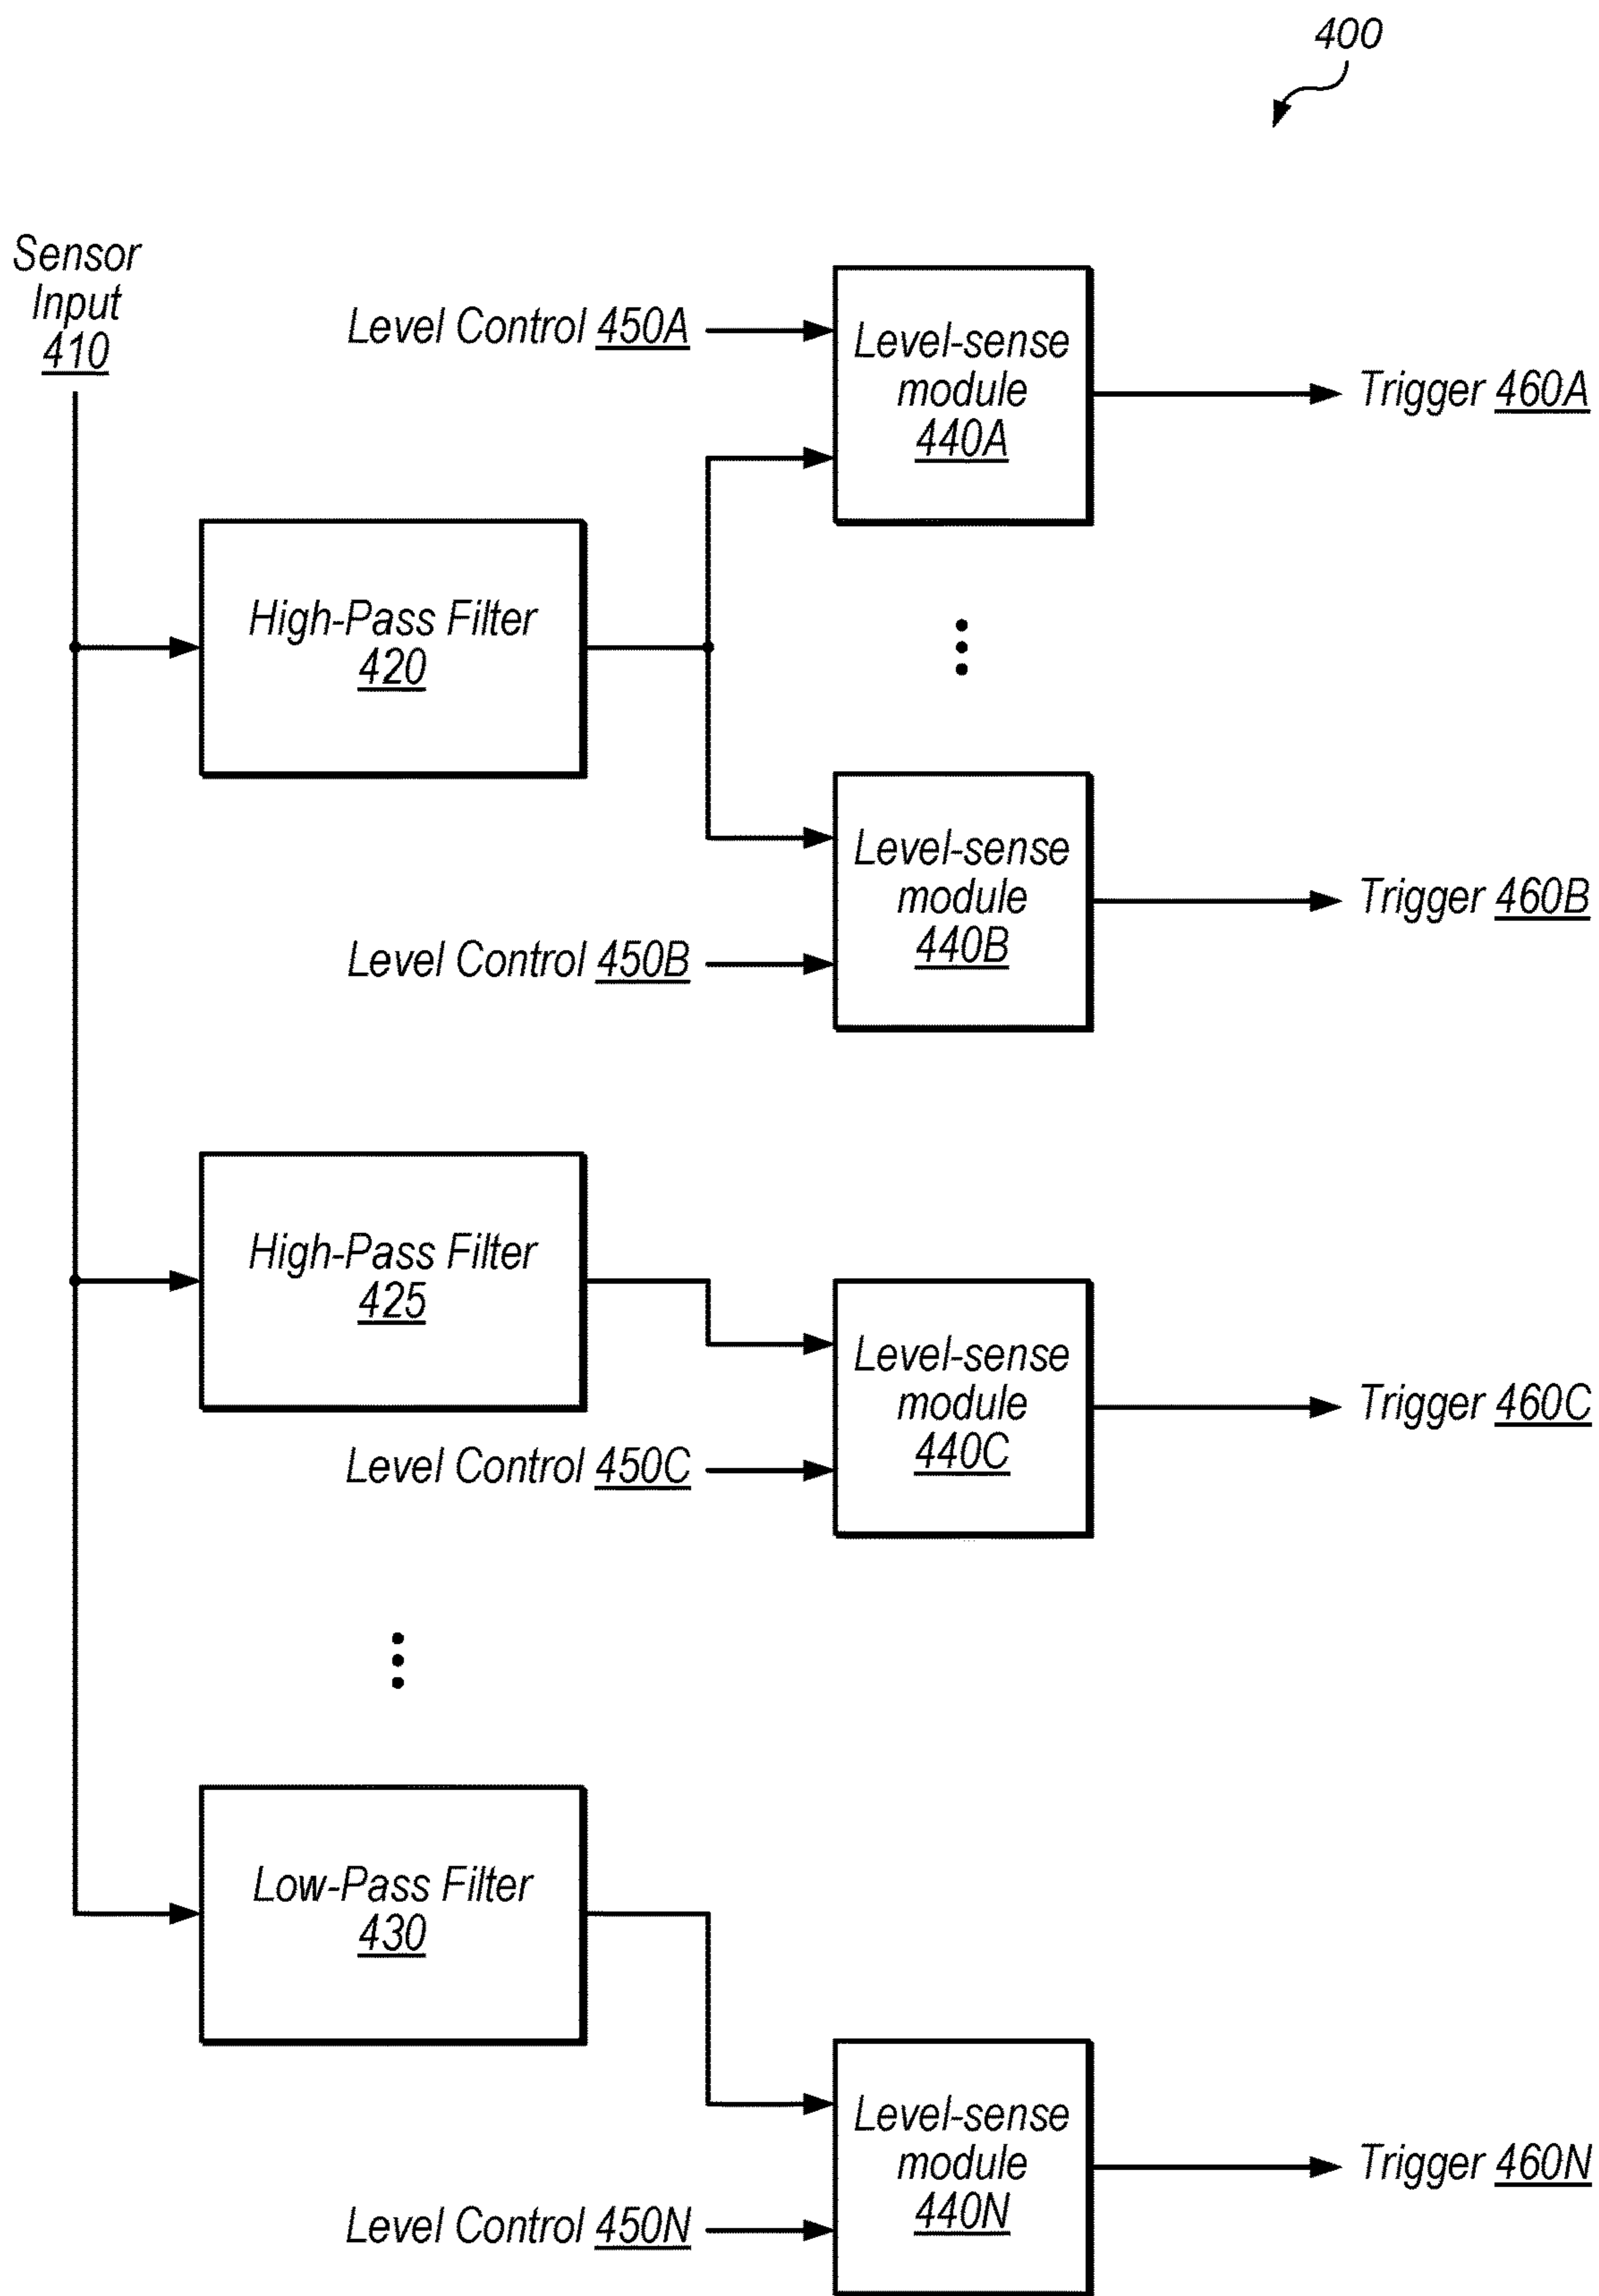 400
Sensor
Input
410
Level Control 450A
Level-sense
module
440A
Trigger 460A
High-Pass Filter
420
Level-sense
module
440B
Trigger 460B
Level Control 450B
High-Pass Filter
425
Level-sense
module
440C
Trigger 460C
Level Control 450C
Low-Pass Filter
430
Level-sense
module
440N
Trigger 460N
Level Control 450N